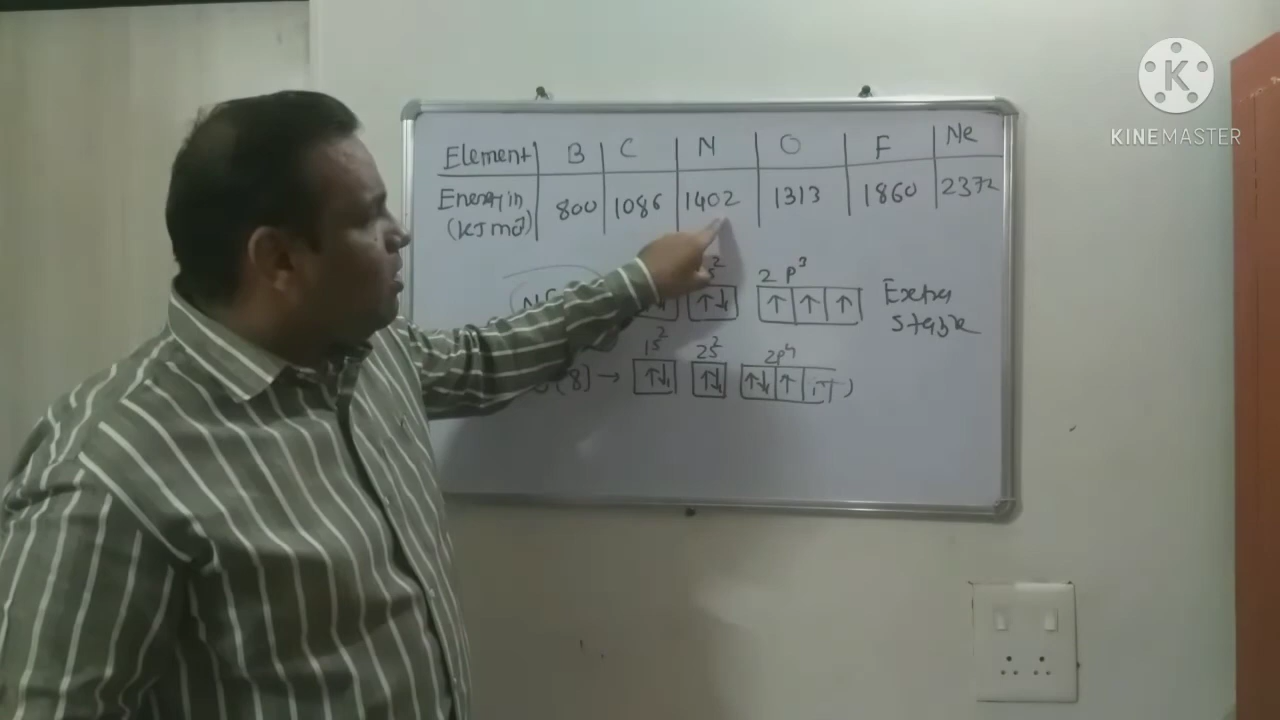 KINEMASTER
Element B C N O F Ne
Energy in 800 1086 1402 1313 1860 2372
(KJ mol)
2p³
↑↓ ↑ ↑ ↑ Extra
stable
1s² 2s² 2p⁴
(8) → ↑↓ ↑↓ ↑↓ ↑